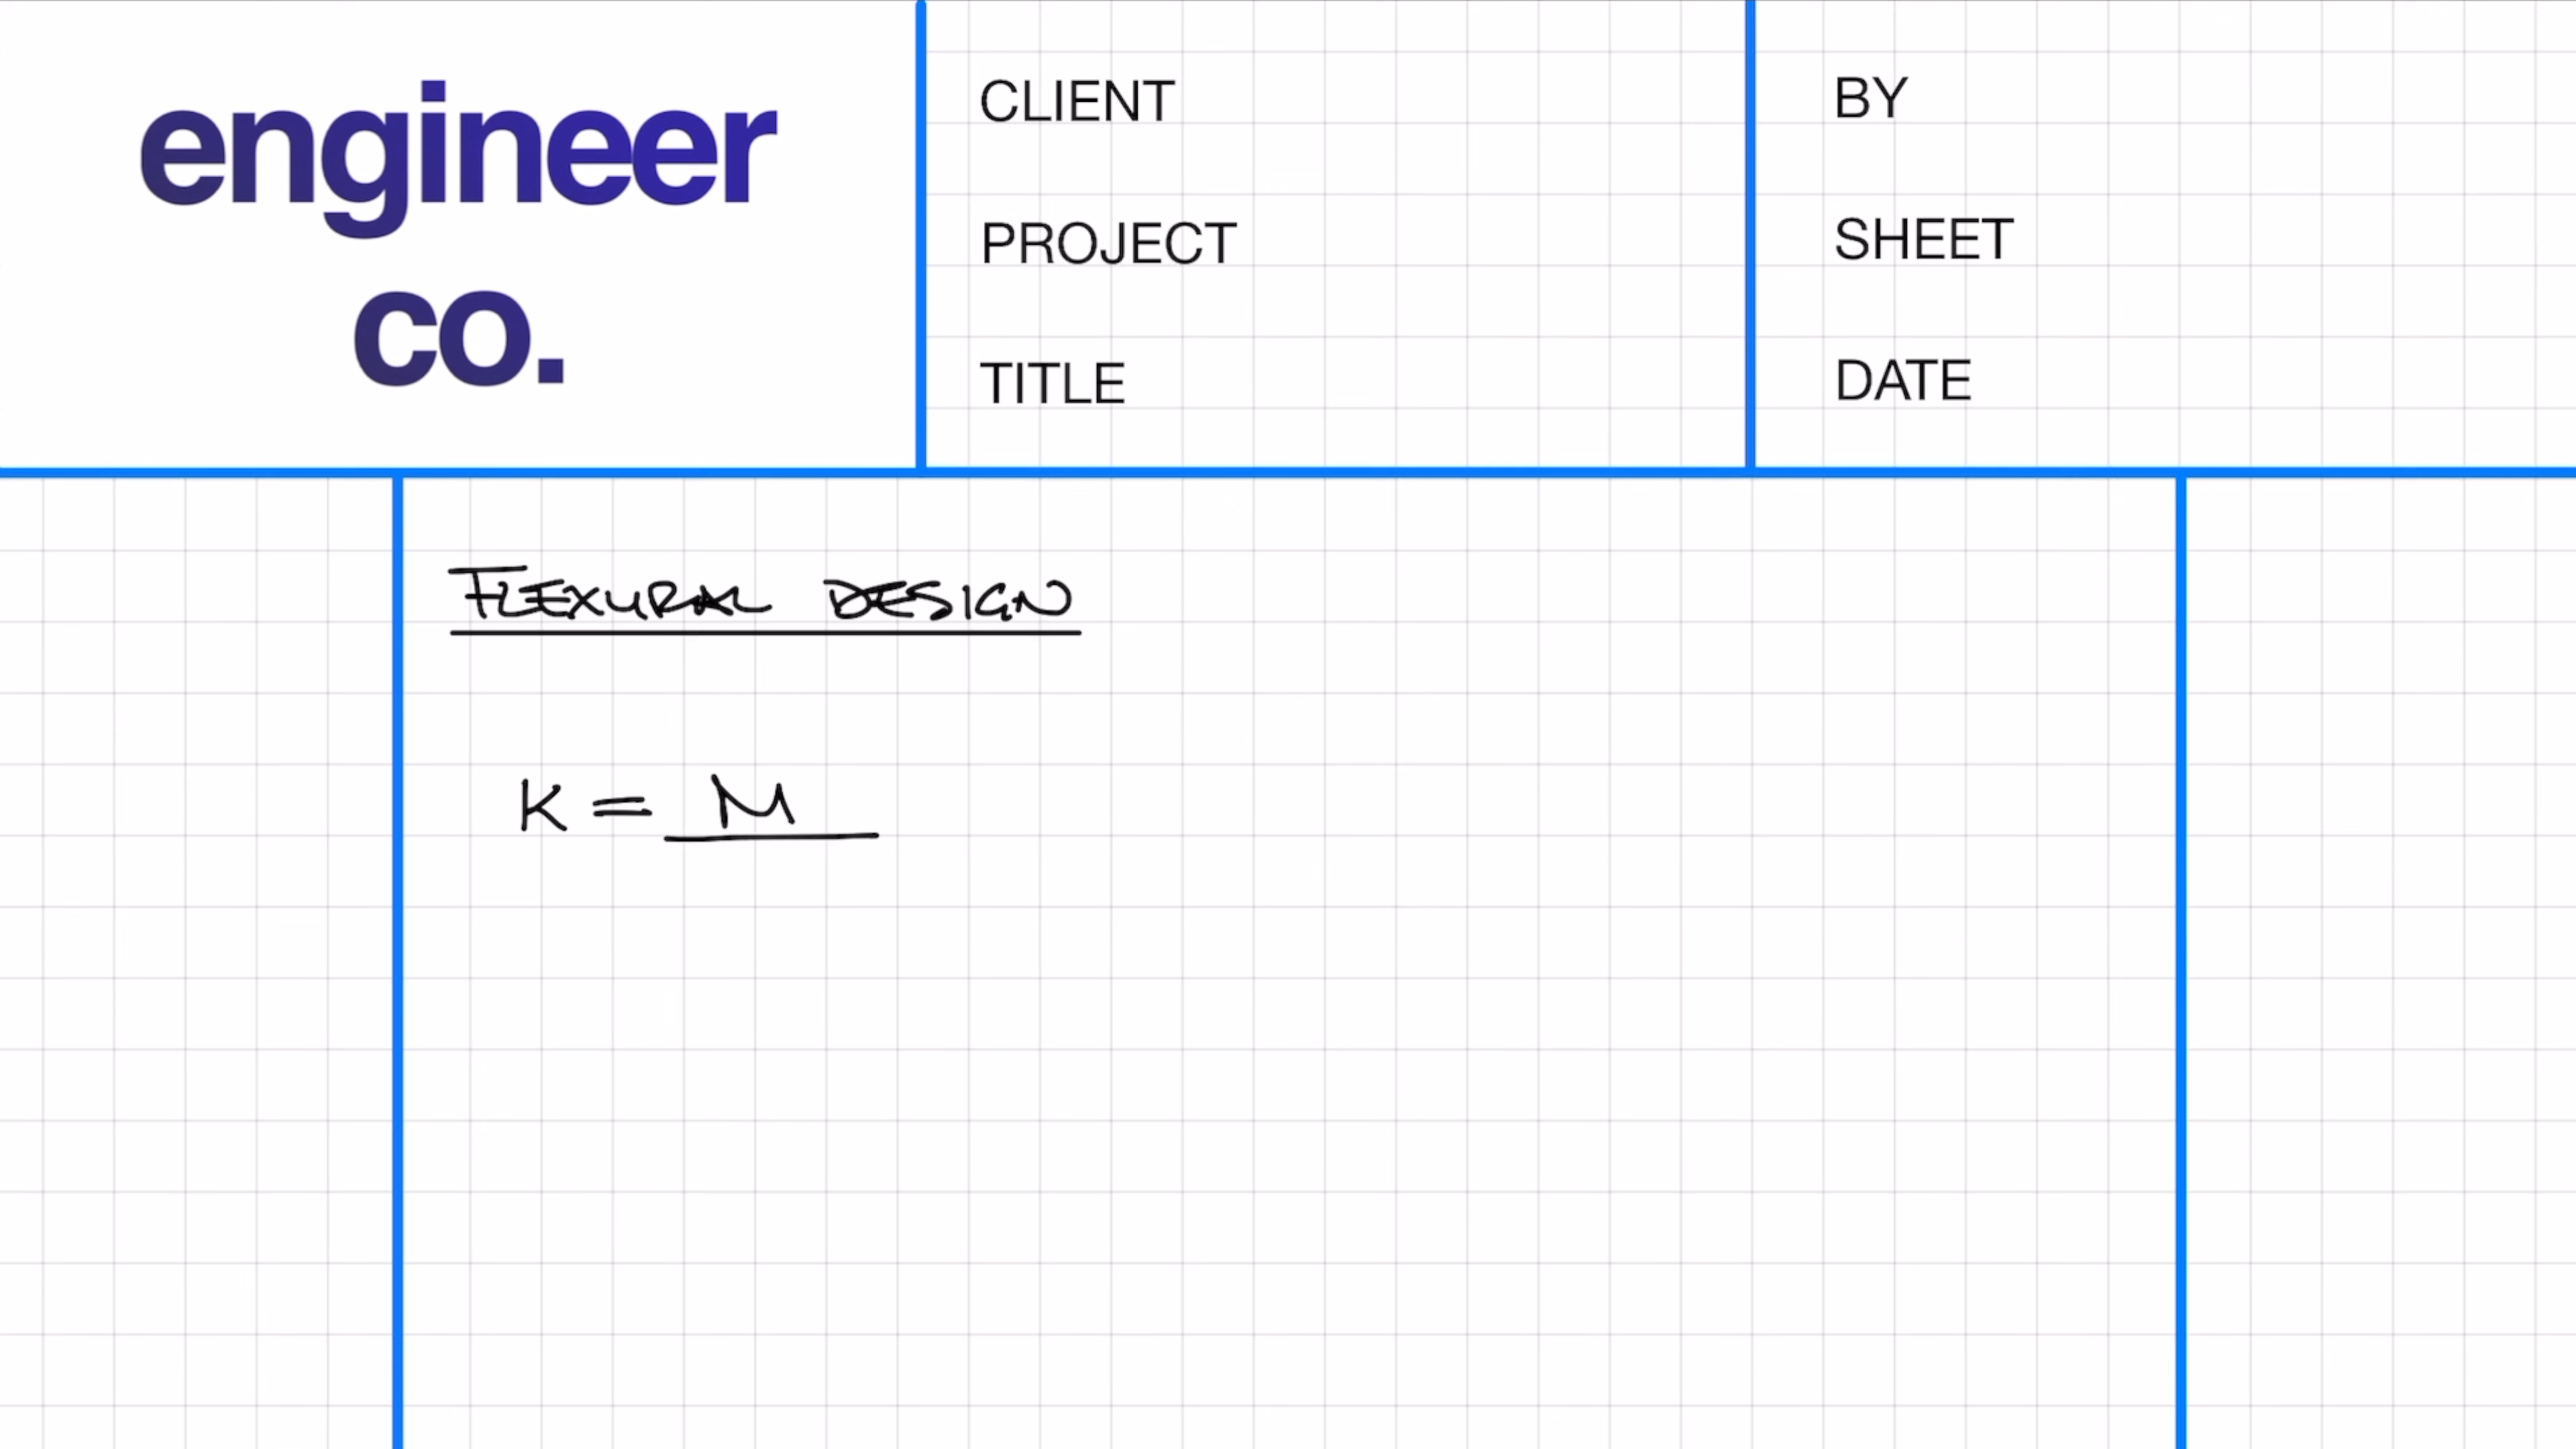 engineer
co.
CLIENT
PROJECT
TITLE
BY
SHEET
DATE
FLEXURAL DESIGN
K = M